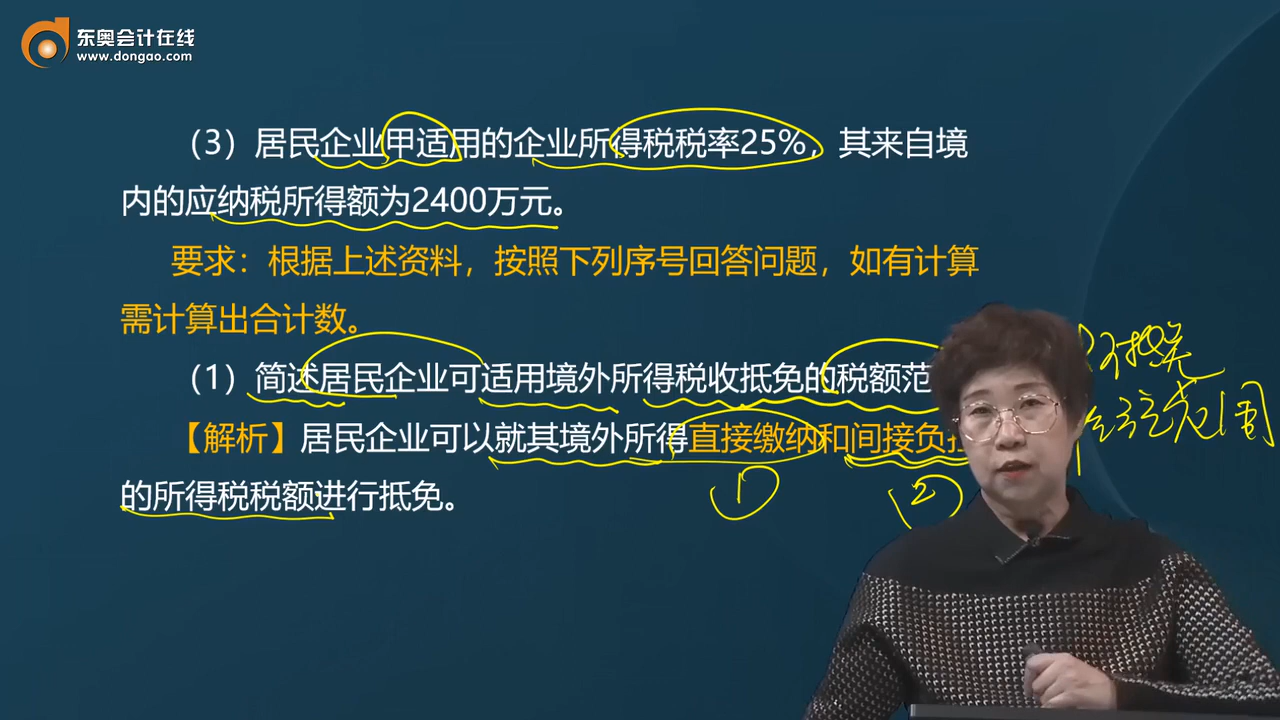 东奥会计在线
www.dongao.com
（3）居民企业甲适用的企业所得税税率25%，其来自境
内的应纳税所得额为2400万元。
要求：根据上述资料，按照下列序号回答问题，如有计算
需计算出合计数。
（1）简述居民企业可适用境外所得税收抵免的税额范
【解析】居民企业可以就其境外所得直接缴纳和间接负
的所得税税额进行抵免。
①
②